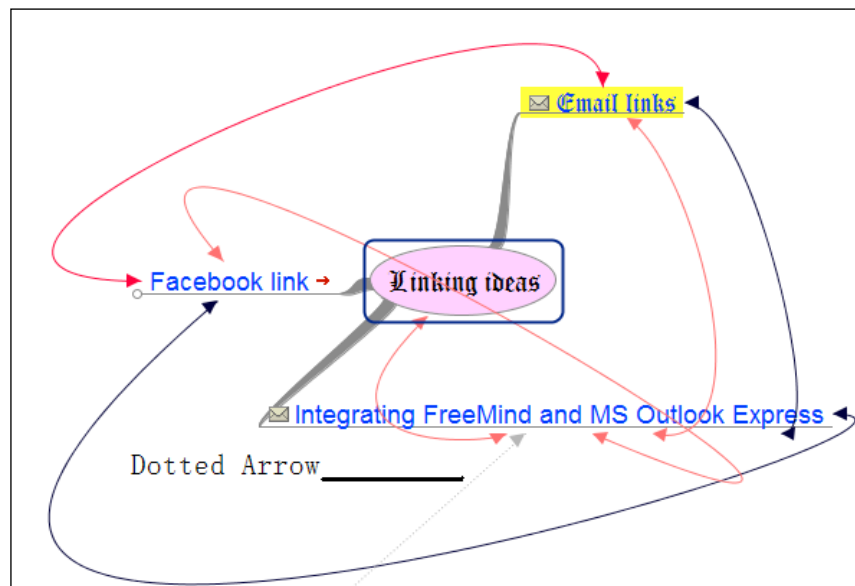 Email links
Facebook link
Linking ideas
Integrating FreeMind and MS Outlook Express
Dotted Arrow